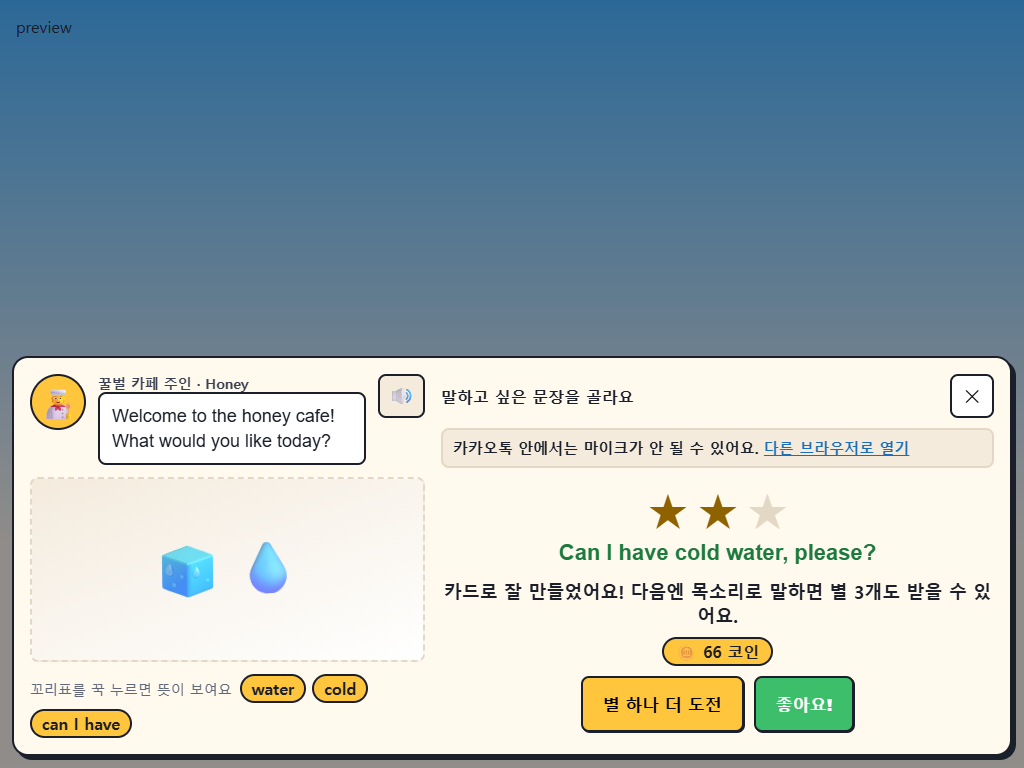 preview
꿀벌 카페 주인 · Honey
Welcome to the honey cafe!
What would you like today?
꼬리표를 꾹 누르면 뜻이 보여요 water cold
can I have
말하고 싶은 문장을 골라요
카카오톡 안에서는 마이크가 안 될 수 있어요. 다른 브라우저로 열기
Can I have cold water, please?
카드로 잘 만들었어요! 다음엔 목소리로 말하면 별 3개도 받을 수 있
어요.
66 코인
별 하나 더 도전 좋아요!